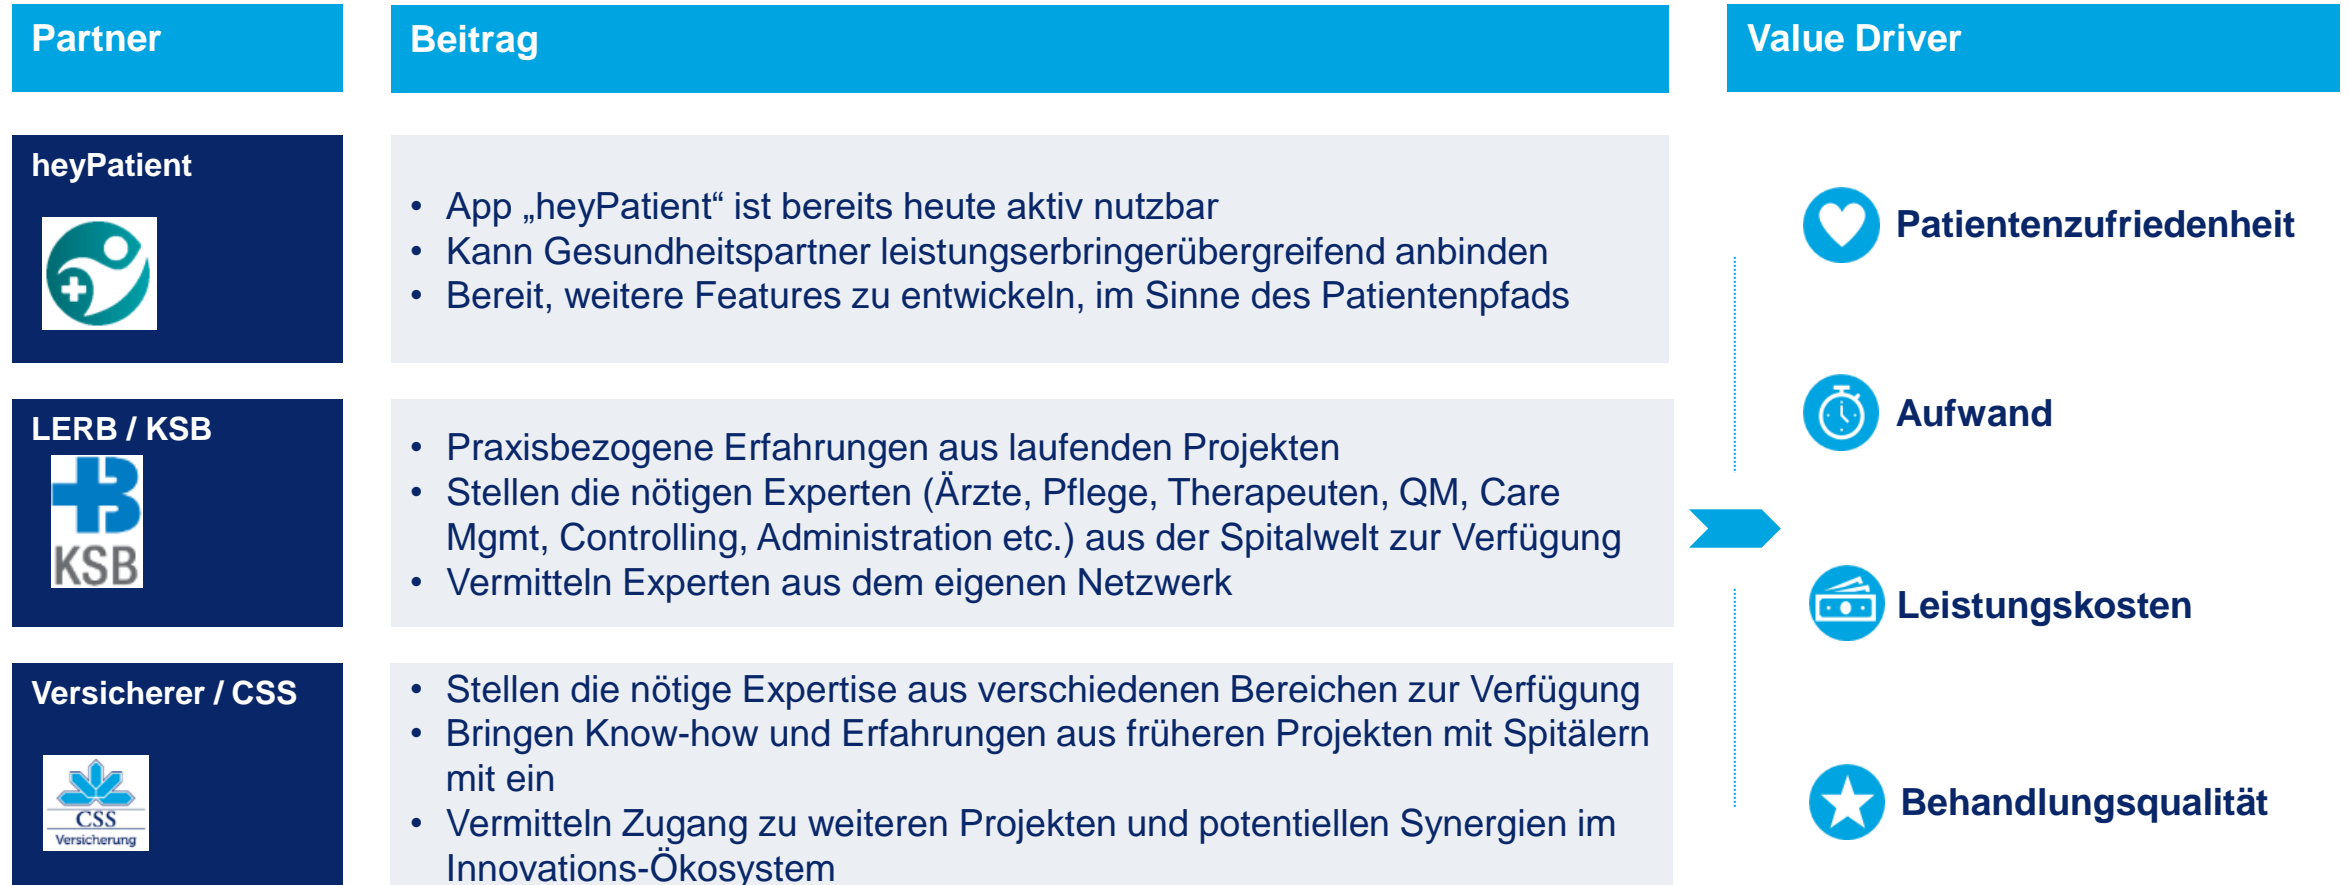 Partner
Beitrag
Value Driver
heyPatient
• App „heyPatient“ ist bereits heute aktiv nutzbar
• Kann Gesundheitspartner leistungserbringerübergreifend anbinden
• Bereit, weitere Features zu entwickeln, im Sinne des Patientenpfads
LERB / KSB
B
KSB
• Praxisbezogene Erfahrungen aus laufenden Projekten
• Stellen die nötigen Experten (Ärzte, Pflege, Therapeuten, QM, Care
Mgmt, Controlling, Administration etc.) aus der Spitalwelt zur Verfügung
• Vermitteln Experten aus dem eigenen Netzwerk
Versicherer / CSS
CSS
Versicherung
• Stellen die nötige Expertise aus verschiedenen Bereichen zur Verfügung
• Bringen Know-how und Erfahrungen aus früheren Projekten mit Spitälern
mit ein
• Vermitteln Zugang zu weiteren Projekten und potentiellen Synergien im
Innovations-Ökosystem
Patientenzufriedenheit
Aufwand
Leistungskosten
Behandlungsqualität